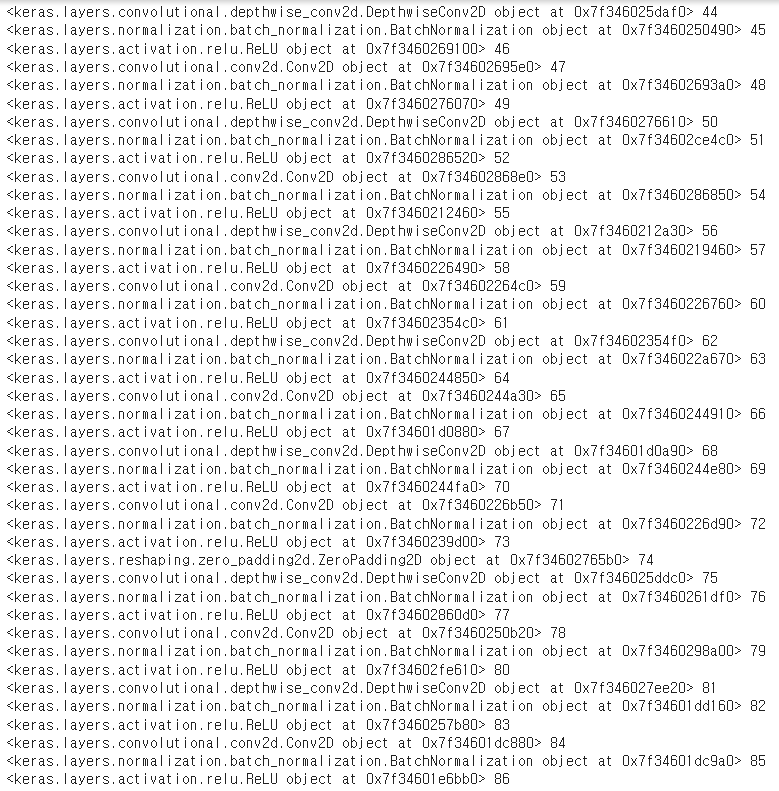 <keras.layers.convolutional.depthwise_conv2d.DepthwiseConv2D object at 0x7f346025daf0> 44
<keras.layers.normalization.batch_normalization.BatchNormalization object at 0x7f3460250490> 45
<keras.layers.activation.relu.ReLU object at 0x7f3460269100> 46
<keras.layers.convolutional.conv2d.Conv2D object at 0x7f34602695e0> 47
<keras.layers.normalization.batch_normalization.BatchNormalization object at 0x7f34602693a0> 48
<keras.layers.activation.relu.ReLU object at 0x7f3460276070> 49
<keras.layers.convolutional.depthwise_conv2d.DepthwiseConv2D object at 0x7f3460276610> 50
<keras.layers.normalization.batch_normalization.BatchNormalization object at 0x7f34602ce4c0> 51
<keras.layers.activation.relu.ReLU object at 0x7f3460286520> 52
<keras.layers.convolutional.conv2d.Conv2D object at 0x7f34602868e0> 53
<keras.layers.normalization.batch_normalization.BatchNormalization object at 0x7f3460286850> 54
<keras.layers.activation.relu.ReLU object at 0x7f3460212460> 55
<keras.layers.convolutional.depthwise_conv2d.DepthwiseConv2D object at 0x7f3460212a30> 56
<keras.layers.normalization.batch_normalization.BatchNormalization object at 0x7f3460219460> 57
<keras.layers.activation.relu.ReLU object at 0x7f3460226490> 58
<keras.layers.convolutional.conv2d.Conv2D object at 0x7f34602264c0> 59
<keras.layers.normalization.batch_normalization.BatchNormalization object at 0x7f3460226760> 60
<keras.layers.activation.relu.ReLU object at 0x7f34602354c0> 61
<keras.layers.convolutional.depthwise_conv2d.DepthwiseConv2D object at 0x7f34602354f0> 62
<keras.layers.normalization.batch_normalization.BatchNormalization object at 0x7f346022a670> 63
<keras.layers.activation.relu.ReLU object at 0x7f3460244850> 64
<keras.layers.convolutional.conv2d.Conv2D object at 0x7f3460244a30> 65
<keras.layers.normalization.batch_normalization.BatchNormalization object at 0x7f3460244910> 66
<keras.layers.activation.relu.ReLU object at 0x7f34601d0880> 67
<keras.layers.convolutional.depthwise_conv2d.DepthwiseConv2D object at 0x7f34601d0a90> 68
<keras.layers.normalization.batch_normalization.BatchNormalization object at 0x7f3460244e80> 69
<keras.layers.activation.relu.ReLU object at 0x7f3460244fa0> 70
<keras.layers.convolutional.conv2d.Conv2D object at 0x7f3460226b50> 71
<keras.layers.normalization.batch_normalization.BatchNormalization object at 0x7f3460226d90> 72
<keras.layers.activation.relu.ReLU object at 0x7f3460239d00> 73
<keras.layers.reshaping.zero_padding2d.ZeroPadding2D object at 0x7f34602765b0> 74
<keras.layers.convolutional.depthwise_conv2d.DepthwiseConv2D object at 0x7f346025ddc0> 75
<keras.layers.normalization.batch_normalization.BatchNormalization object at 0x7f3460261df0> 76
<keras.layers.activation.relu.ReLU object at 0x7f34602860d0> 77
<keras.layers.convolutional.conv2d.Conv2D object at 0x7f3460250b20> 78
<keras.layers.normalization.batch_normalization.BatchNormalization object at 0x7f3460298a00> 79
<keras.layers.activation.relu.ReLU object at 0x7f34602fe610> 80
<keras.layers.convolutional.depthwise_conv2d.DepthwiseConv2D object at 0x7f346027ee20> 81
<keras.layers.normalization.batch_normalization.BatchNormalization object at 0x7f34601dd160> 82
<keras.layers.activation.relu.ReLU object at 0x7f3460257b80> 83
<keras.layers.convolutional.conv2d.Conv2D object at 0x7f34601dc880> 84
<keras.layers.normalization.batch_normalization.BatchNormalization object at 0x7f34601dc9a0> 85
<keras.layers.activation.relu.ReLU object at 0x7f34601e6bb0> 86